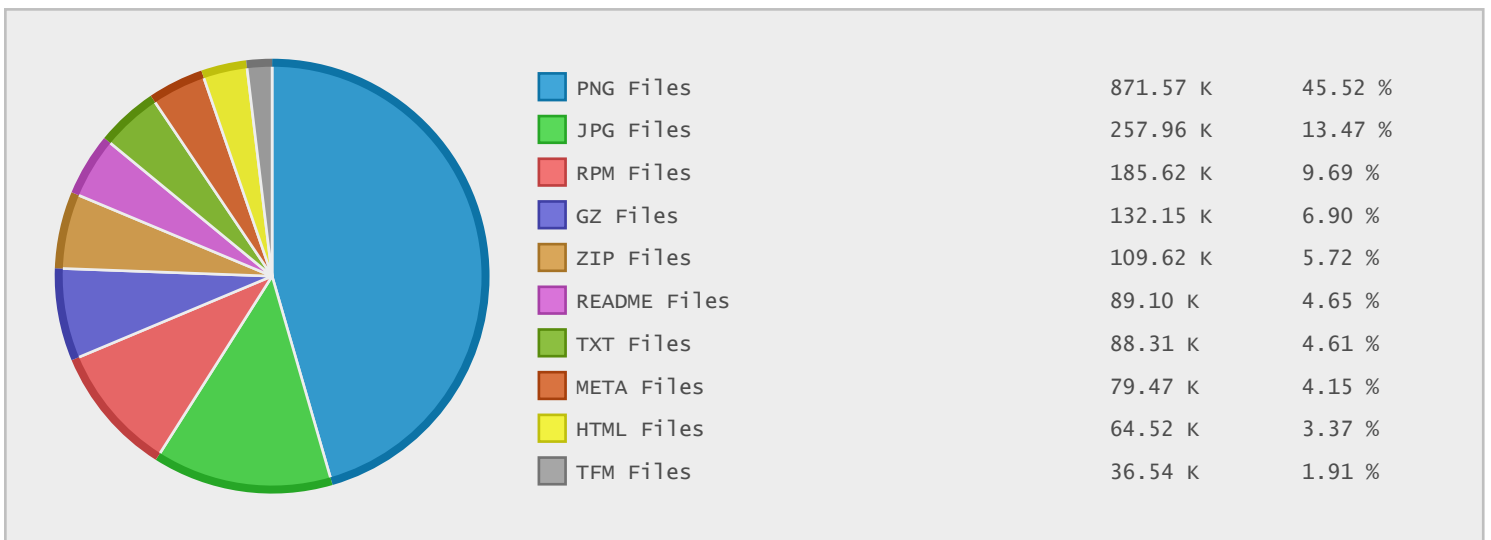 PNG Files 871.57 K 45.52 %
JPG Files 257.96 K 13.47 %
RPM Files 185.62 K 9.69 %
GZ Files 132.15 K 6.90 %
ZIP Files 109.62 K 5.72 %
README Files 89.10 K 4.65 %
TXT Files 88.31 K 4.61 %
META Files 79.47 K 4.15 %
HTML Files 64.52 K 3.37 %
TFM Files 36.54 K 1.91 %